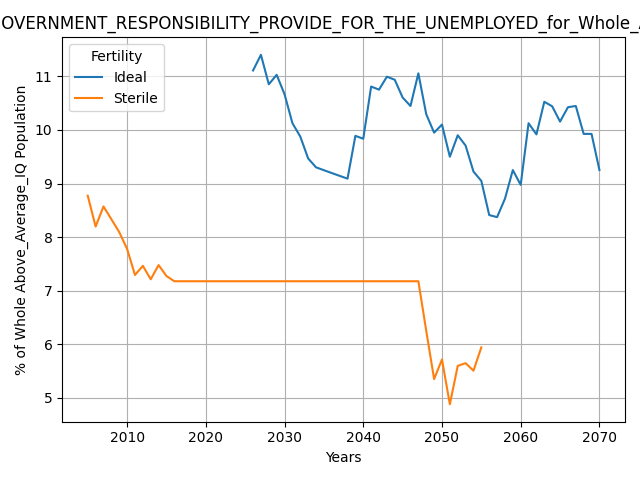 OVERNMENT_RESPONSIBILITY_PROVIDE_FOR_THE_UNEMPLOYED_for_Whole_
Fertility
Ideal
Sterile
11
10
9
8
7
6
5
% of Whole Above_Average_IQ Population
2010 2020 2030 2040 2050 2060 2070
Years